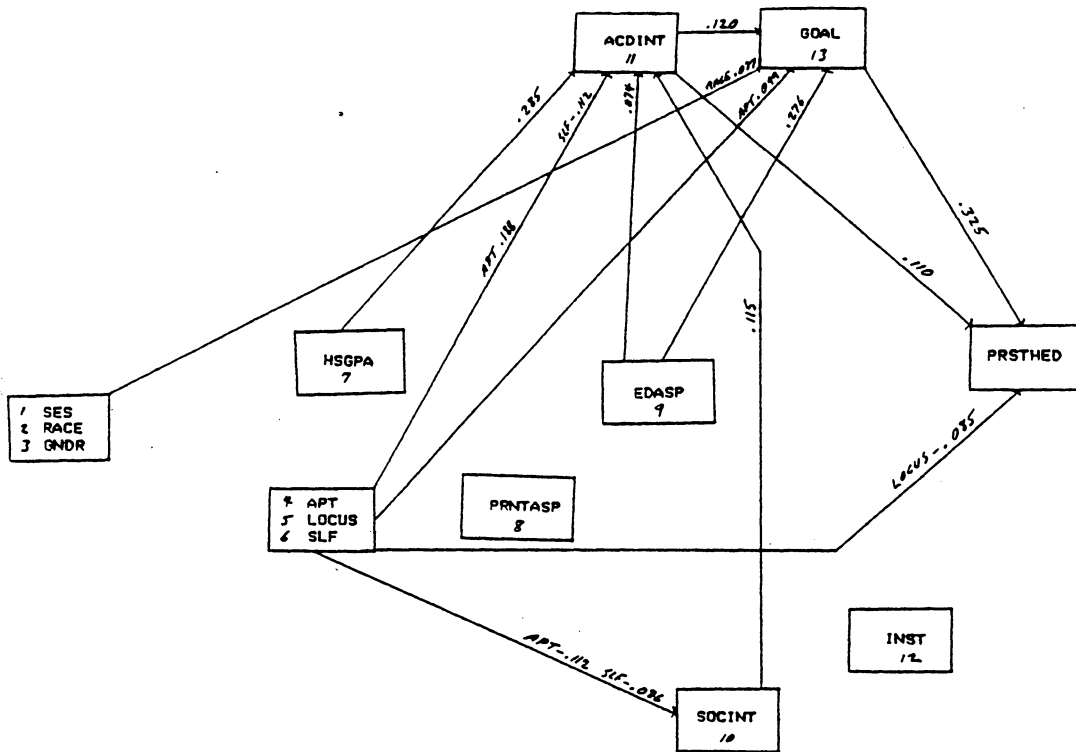 ACDINT
11
.120
GOAL
13
RACE .077
APT .099
.285
SLF -.112
.074
.276
APT .188
.325
.110
.115
HSGPA
7
EDASP
9
PRSTHED
1 SES
2 RACE
3 GNDR
LOCUS -.085
4 APT
5 LOCUS
6 SLF
PRNTASP
8
INST
12
APT -.112 SLF -.086
SOCINT
10